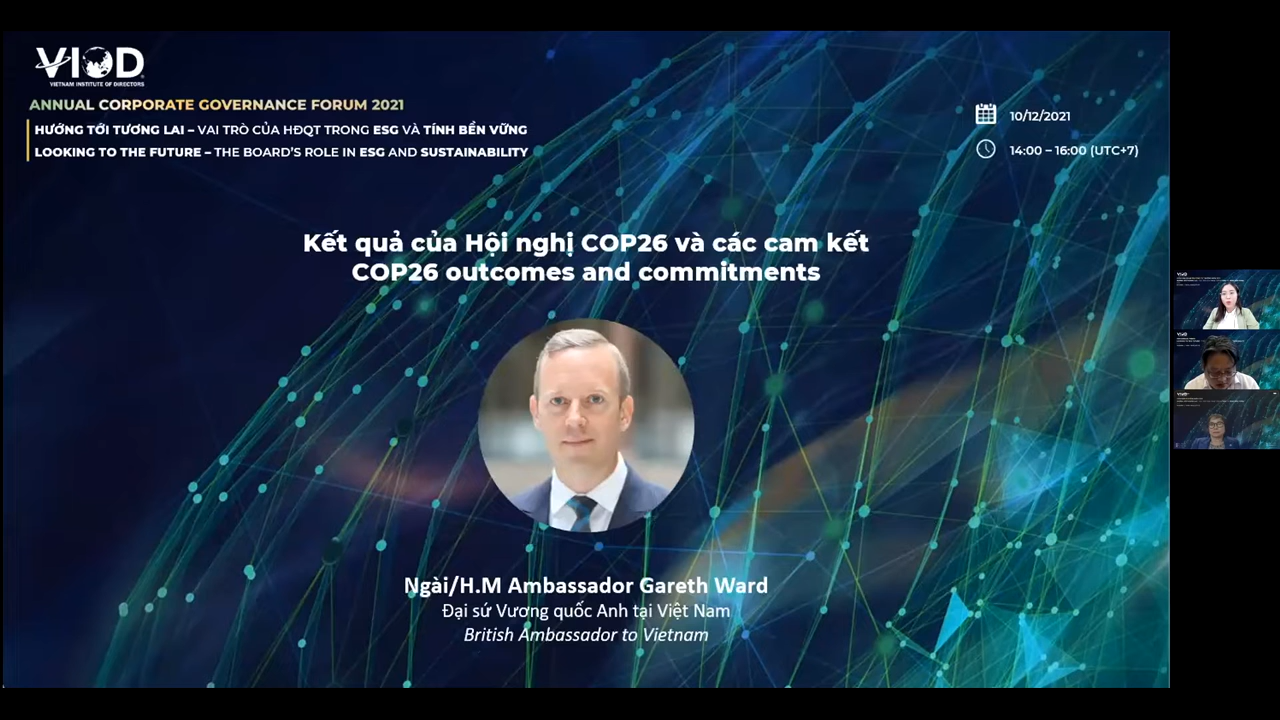 VIOD
VIETNAM INSTITUTE OF DIRECTORS
ANNUAL CORPORATE GOVERNANCE FORUM 2021
HƯỚNG TỚI TƯƠNG LAI – VAI TRÒ CỦA HĐQT TRONG ESG VÀ TÍNH BỀN VỮNG
LOOKING TO THE FUTURE – THE BOARD'S ROLE IN ESG AND SUSTAINABILITY
10/12/2021
14:00 – 16:00 (UTC+7)
Kết quả của Hội nghị COP26 và các cam kết
COP26 outcomes and commitments
Ngài/H.M Ambassador Gareth Ward
Đại sứ Vương quốc Anh tại Việt Nam
British Ambassador to Vietnam
VIOD
VIOD
VIOD